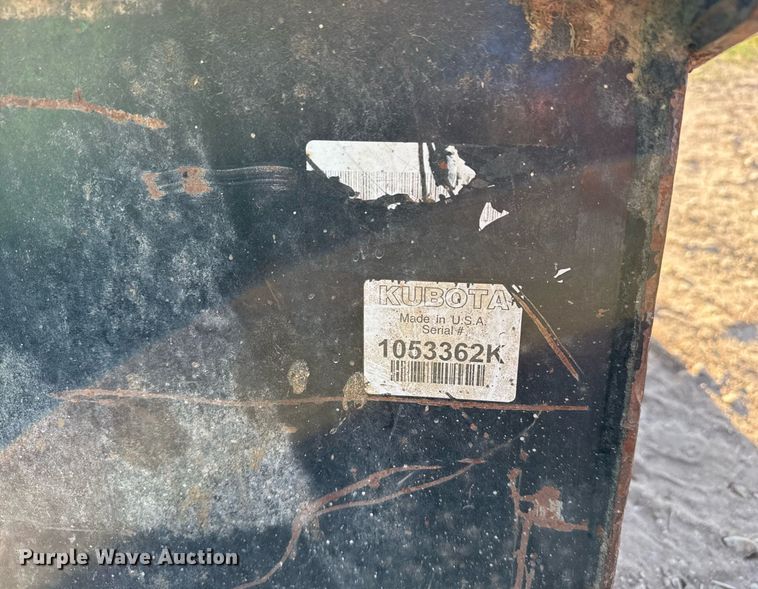 KUBOTA
Made in U.S.A.
Serial #
1053362K
Purple Wave Auction